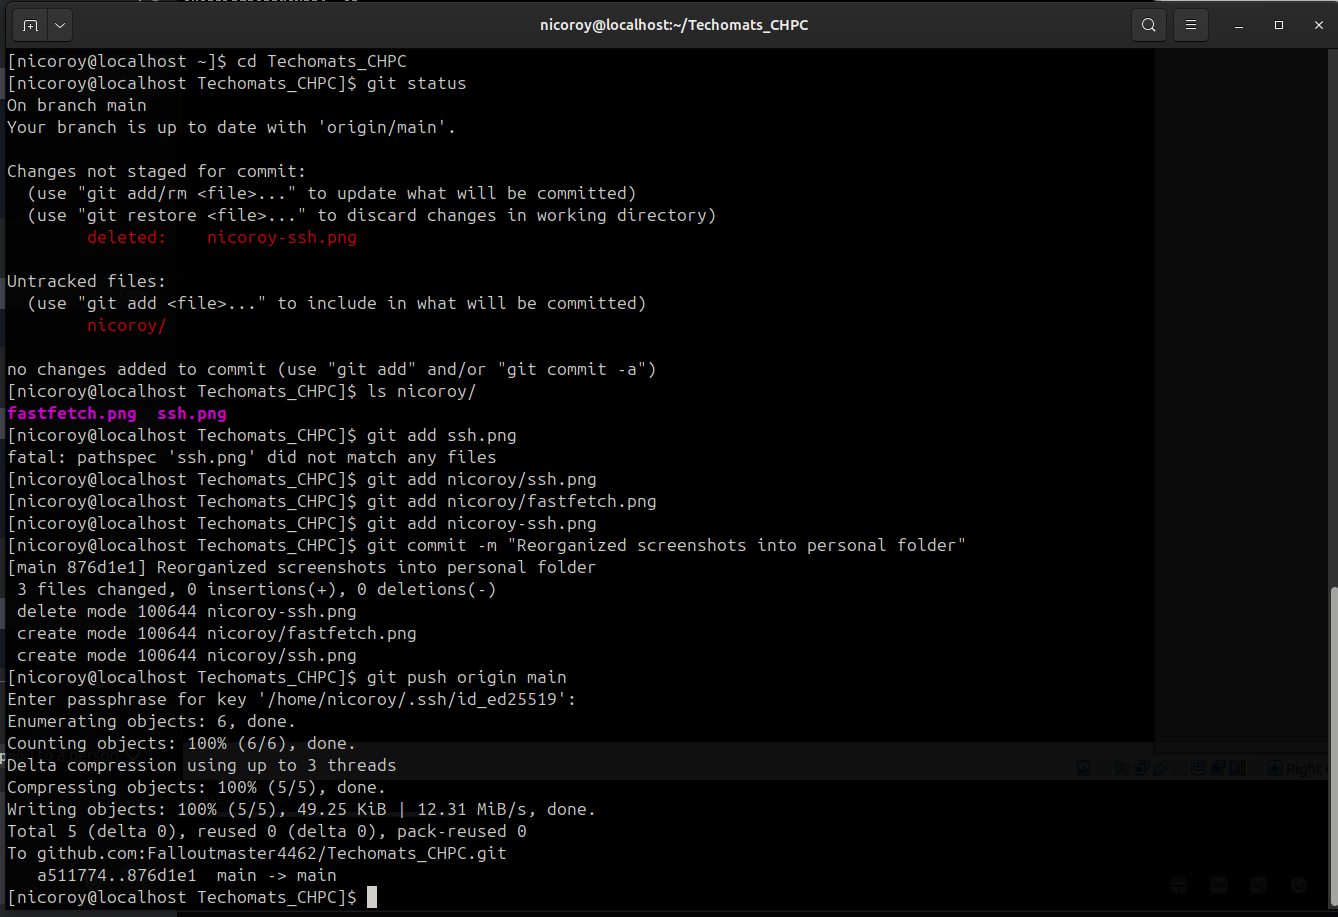 nicoroy@localhost:~/Techomats_CHPC
[nicoroy@localhost ~]$ cd Techomats_CHPC
[nicoroy@localhost Techomats_CHPC]$ git status
On branch main
Your branch is up to date with 'origin/main'.
Changes not staged for commit:
  (use "git add/rm <file>..." to update what will be committed)
  (use "git restore <file>..." to discard changes in working directory)
        deleted:    nicoroy-ssh.png
Untracked files:
  (use "git add <file>..." to include in what will be committed)
        nicoroy/
no changes added to commit (use "git add" and/or "git commit -a")
[nicoroy@localhost Techomats_CHPC]$ ls nicoroy/
fastfetch.png  ssh.png
[nicoroy@localhost Techomats_CHPC]$ git add ssh.png
fatal: pathspec 'ssh.png' did not match any files
[nicoroy@localhost Techomats_CHPC]$ git add nicoroy/ssh.png
[nicoroy@localhost Techomats_CHPC]$ git add nicoroy/fastfetch.png
[nicoroy@localhost Techomats_CHPC]$ git add nicoroy-ssh.png
[nicoroy@localhost Techomats_CHPC]$ git commit -m "Reorganized screenshots into personal folder"
[main 876d1e1] Reorganized screenshots into personal folder
 3 files changed, 0 insertions(+), 0 deletions(-)
 delete mode 100644 nicoroy-ssh.png
 create mode 100644 nicoroy/fastfetch.png
 create mode 100644 nicoroy/ssh.png
[nicoroy@localhost Techomats_CHPC]$ git push origin main
Enter passphrase for key '/home/nicoroy/.ssh/id_ed25519':
Enumerating objects: 6, done.
Counting objects: 100% (6/6), done.
Delta compression using up to 3 threads
Compressing objects: 100% (5/5), done.
Writing objects: 100% (5/5), 49.25 KiB | 12.31 MiB/s, done.
Total 5 (delta 0), reused 0 (delta 0), pack-reused 0
To github.com:Falloutmaster4462/Techomats_CHPC.git
   a511774..876d1e1  main -> main
[nicoroy@localhost Techomats_CHPC]$
Right